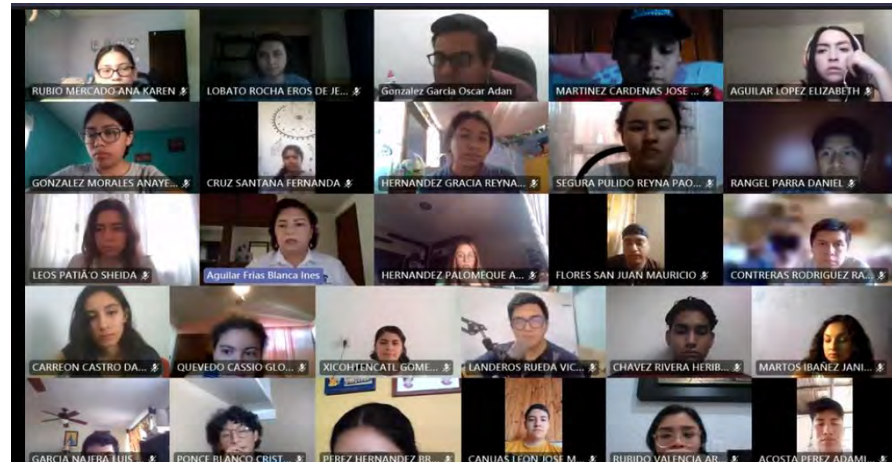 RUBIO MERCADO ANA KAREN
LOBATO ROCHA EROS DE JE...
Gonzalez Garcia Oscar Adan
MARTINEZ CARDENAS JOSE ...
AGUILAR LOPEZ ELIZABETH
GONZALEZ MORALES ANAYE...
CRUZ SANTANA FERNANDA
HERNANDEZ GRACIA REYNA...
SEGURA PULIDO REYNA PAO...
RANGEL PARRA DANIEL
LEOS PATIÃ'O SHEIDA
Aguilar Frias Blanca Ines
HERNANDEZ PALOMEQUE A...
FLORES SAN JUAN MAURICIO
CONTRERAS RODRIGUEZ RA...
CARREON CASTRO DA...
QUEVEDO CASSIO GLO...
XICOHTENCATL GOME...
LANDEROS RUEDA VIC...
CHAVEZ RIVERA HERIB...
MARTOS IBAÑEZ JANI...
GARCIA NAJERA LUIS
PONCE BLANCO CRIST...
PEREZ HERNANDEZ BR...
CANUAS LEON JOSE M...
RUBIDO VALENCIA AR...
ACOSTA PEREZ ADAMI...